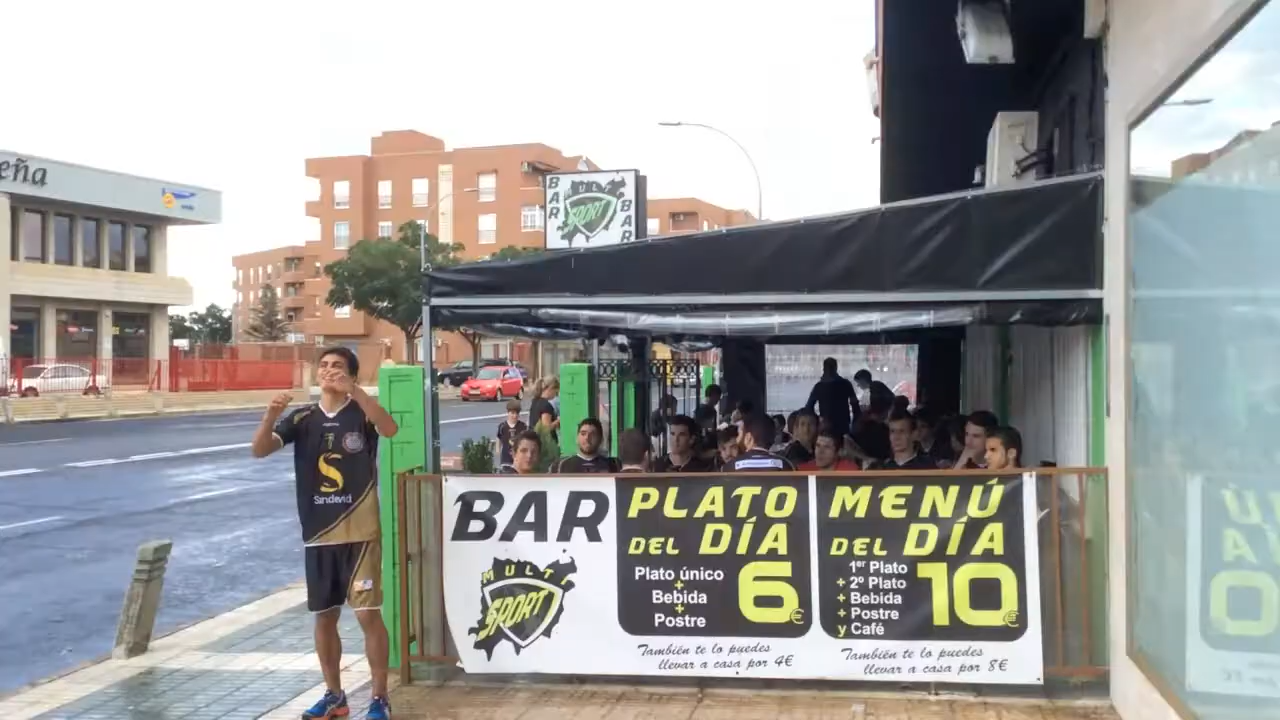 eña
BAR
MULTI
SPORT
BAR
S
Sindevid
BAR
MULTI
SPORT
PLATO
DEL DÍA
Plato único
+
Bebida
+
Postre
6€
También te lo puedes
llevar a casa por 4€
MENÚ
DEL DÍA
1er Plato
+ 2º Plato
+ Bebida
+ Postre
y Café
10€
También te lo puedes
llevar a casa por 8€